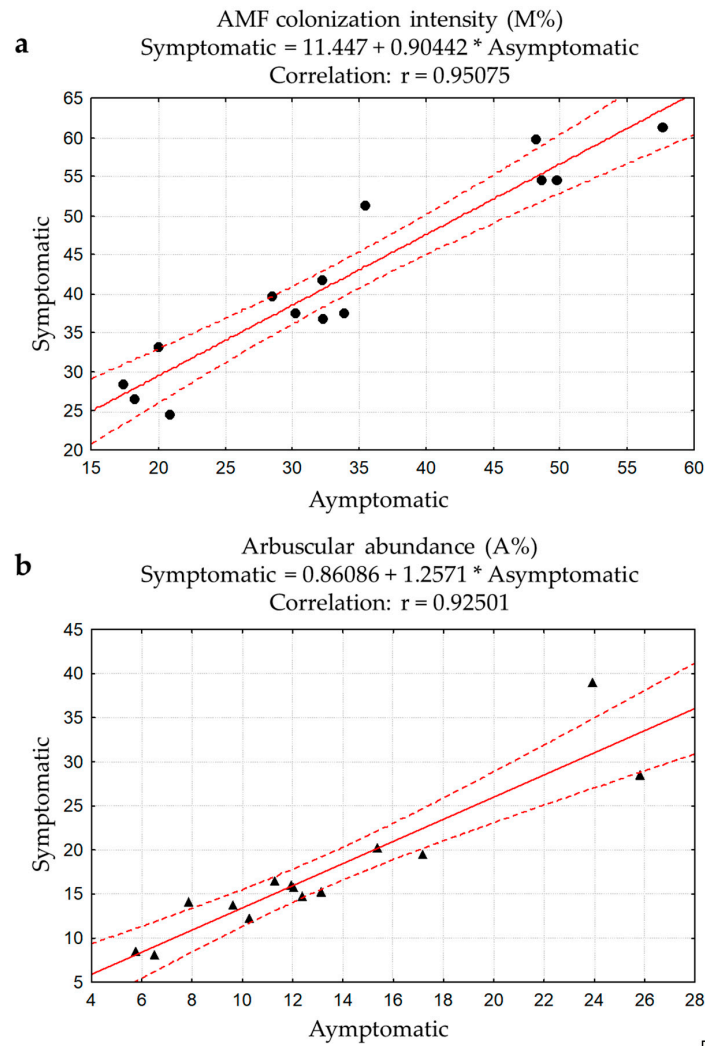 AMF colonization intensity (M%)
a
Symptomatic = 11.447 + 0.90442 * Asymptomatic
Correlation: r = 0.95075
65
60
55
50
45
40
35
30
25
20
Symptomatic
15 20 25 30 35 40 45 50 55 60
Aymptomatic
Arbuscular abundance (A%)
b
Symptomatic = 0.86086 + 1.2571 * Asymptomatic
Correlation: r = 0.92501
45
40
35
30
25
20
15
10
5
Symptomatic
4 6 8 10 12 14 16 18 20 22 24 26 28
Aymptomatic